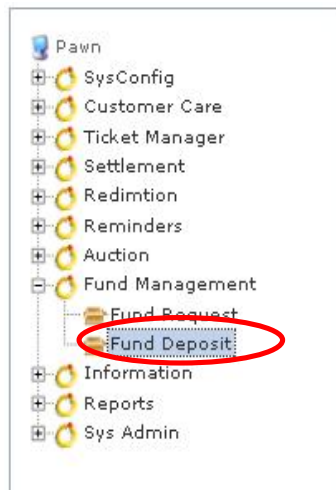 Pawn
SysConfig
Customer Care
Ticket Manager
Settlement
Redimtion
Reminders
Auction
Fund Management
Fund Request
Fund Deposit
Information
Reports
Sys Admin